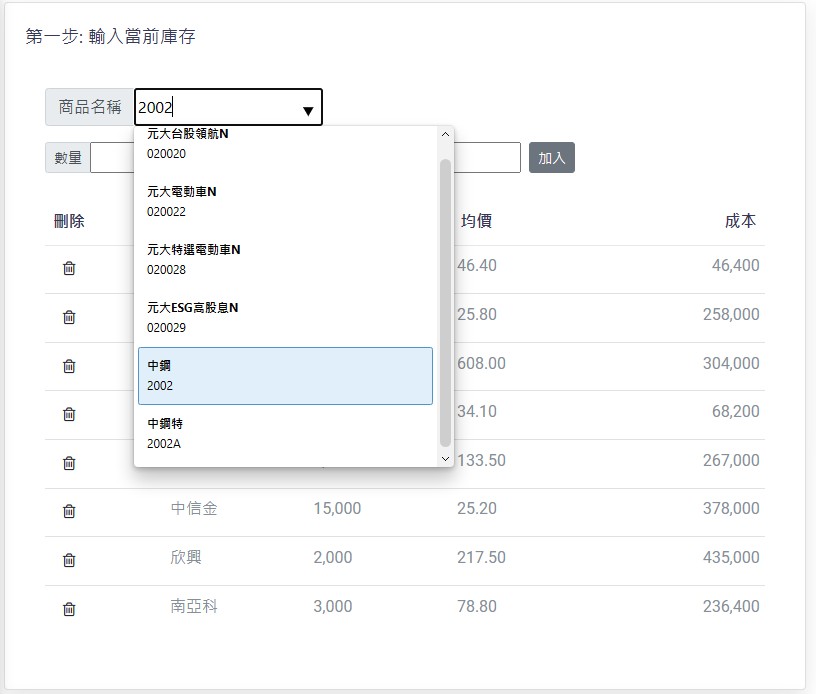 第一步: 輸入當前庫存
商品名稱 2002
元大台股領航N
020020
元大電動車N
020022
元大特選電動車N
020028
元大ESG高股息N
020029
中鋼
2002
中鋼特
2002A
數量 加入
刪除 均價 成本
46.40 46,400
25.80 258,000
608.00 304,000
34.10 68,200
133.50 267,000
中信金 15,000 25.20 378,000
欣興 2,000 217.50 435,000
南亞科 3,000 78.80 236,400